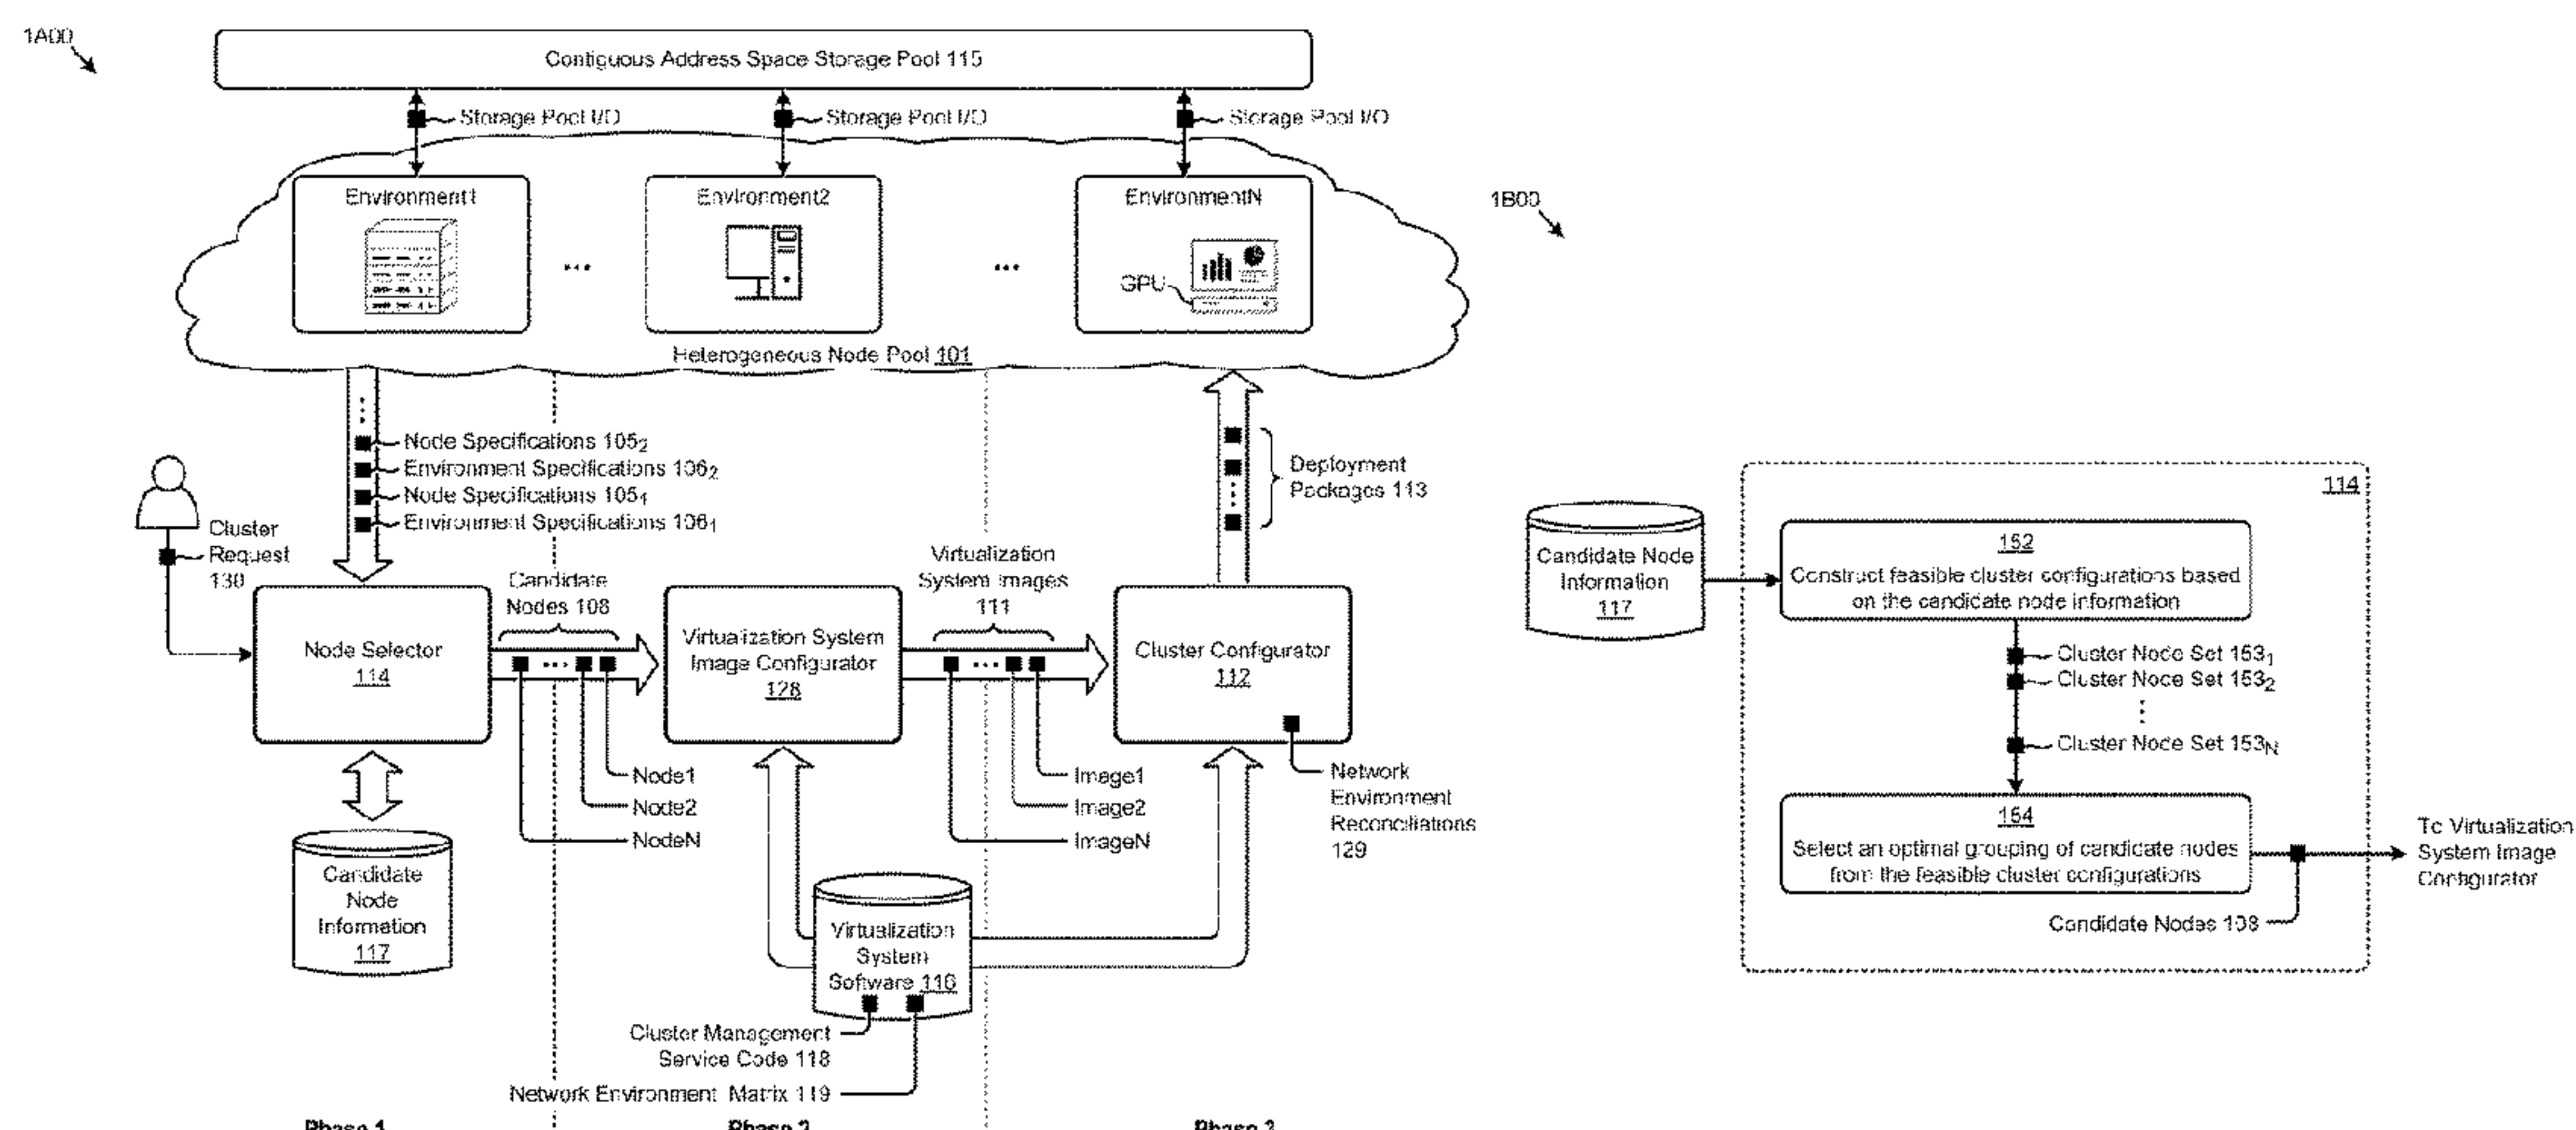 1A00
Contiguous Address Space Storage Pool 115
Storage Pool I/O
Storage Pool I/O
Storage Pool I/O
Environment1
Environment2
EnvironmentN
GPU
...
...
Heterogeneous Node Pool 101
Node Specifications 105₂
Environment Specifications 106₂
Node Specifications 105₁
Environment Specifications 106₁
Cluster
Request
130
Deployment
Packages 113
Candidate
Nodes 108
Virtualization
System Images
111
Node Selector
114
...
Virtualization System
Image Configurator
128
...
Cluster Configurator
112
Node1
Node2
NodeN
Image1
Image2
ImageN
Network
Environment
Reconciliations
129
Candidate
Node
Information
117
Virtualization
System
Software 116
Cluster Management
Service Code 118
Network Environment Matrix 119
Phase 1
Phase 2
Phase 3
1B00
114
Candidate Node
Information
117
152
Construct feasible cluster configurations based
on the candidate node information
Cluster Node Set 153₁
Cluster Node Set 153₂
Cluster Node Set 153N
154
Select an optimal grouping of candidate nodes
from the feasible cluster configurations
Candidate Nodes 108
To Virtualization
System Image
Configurator